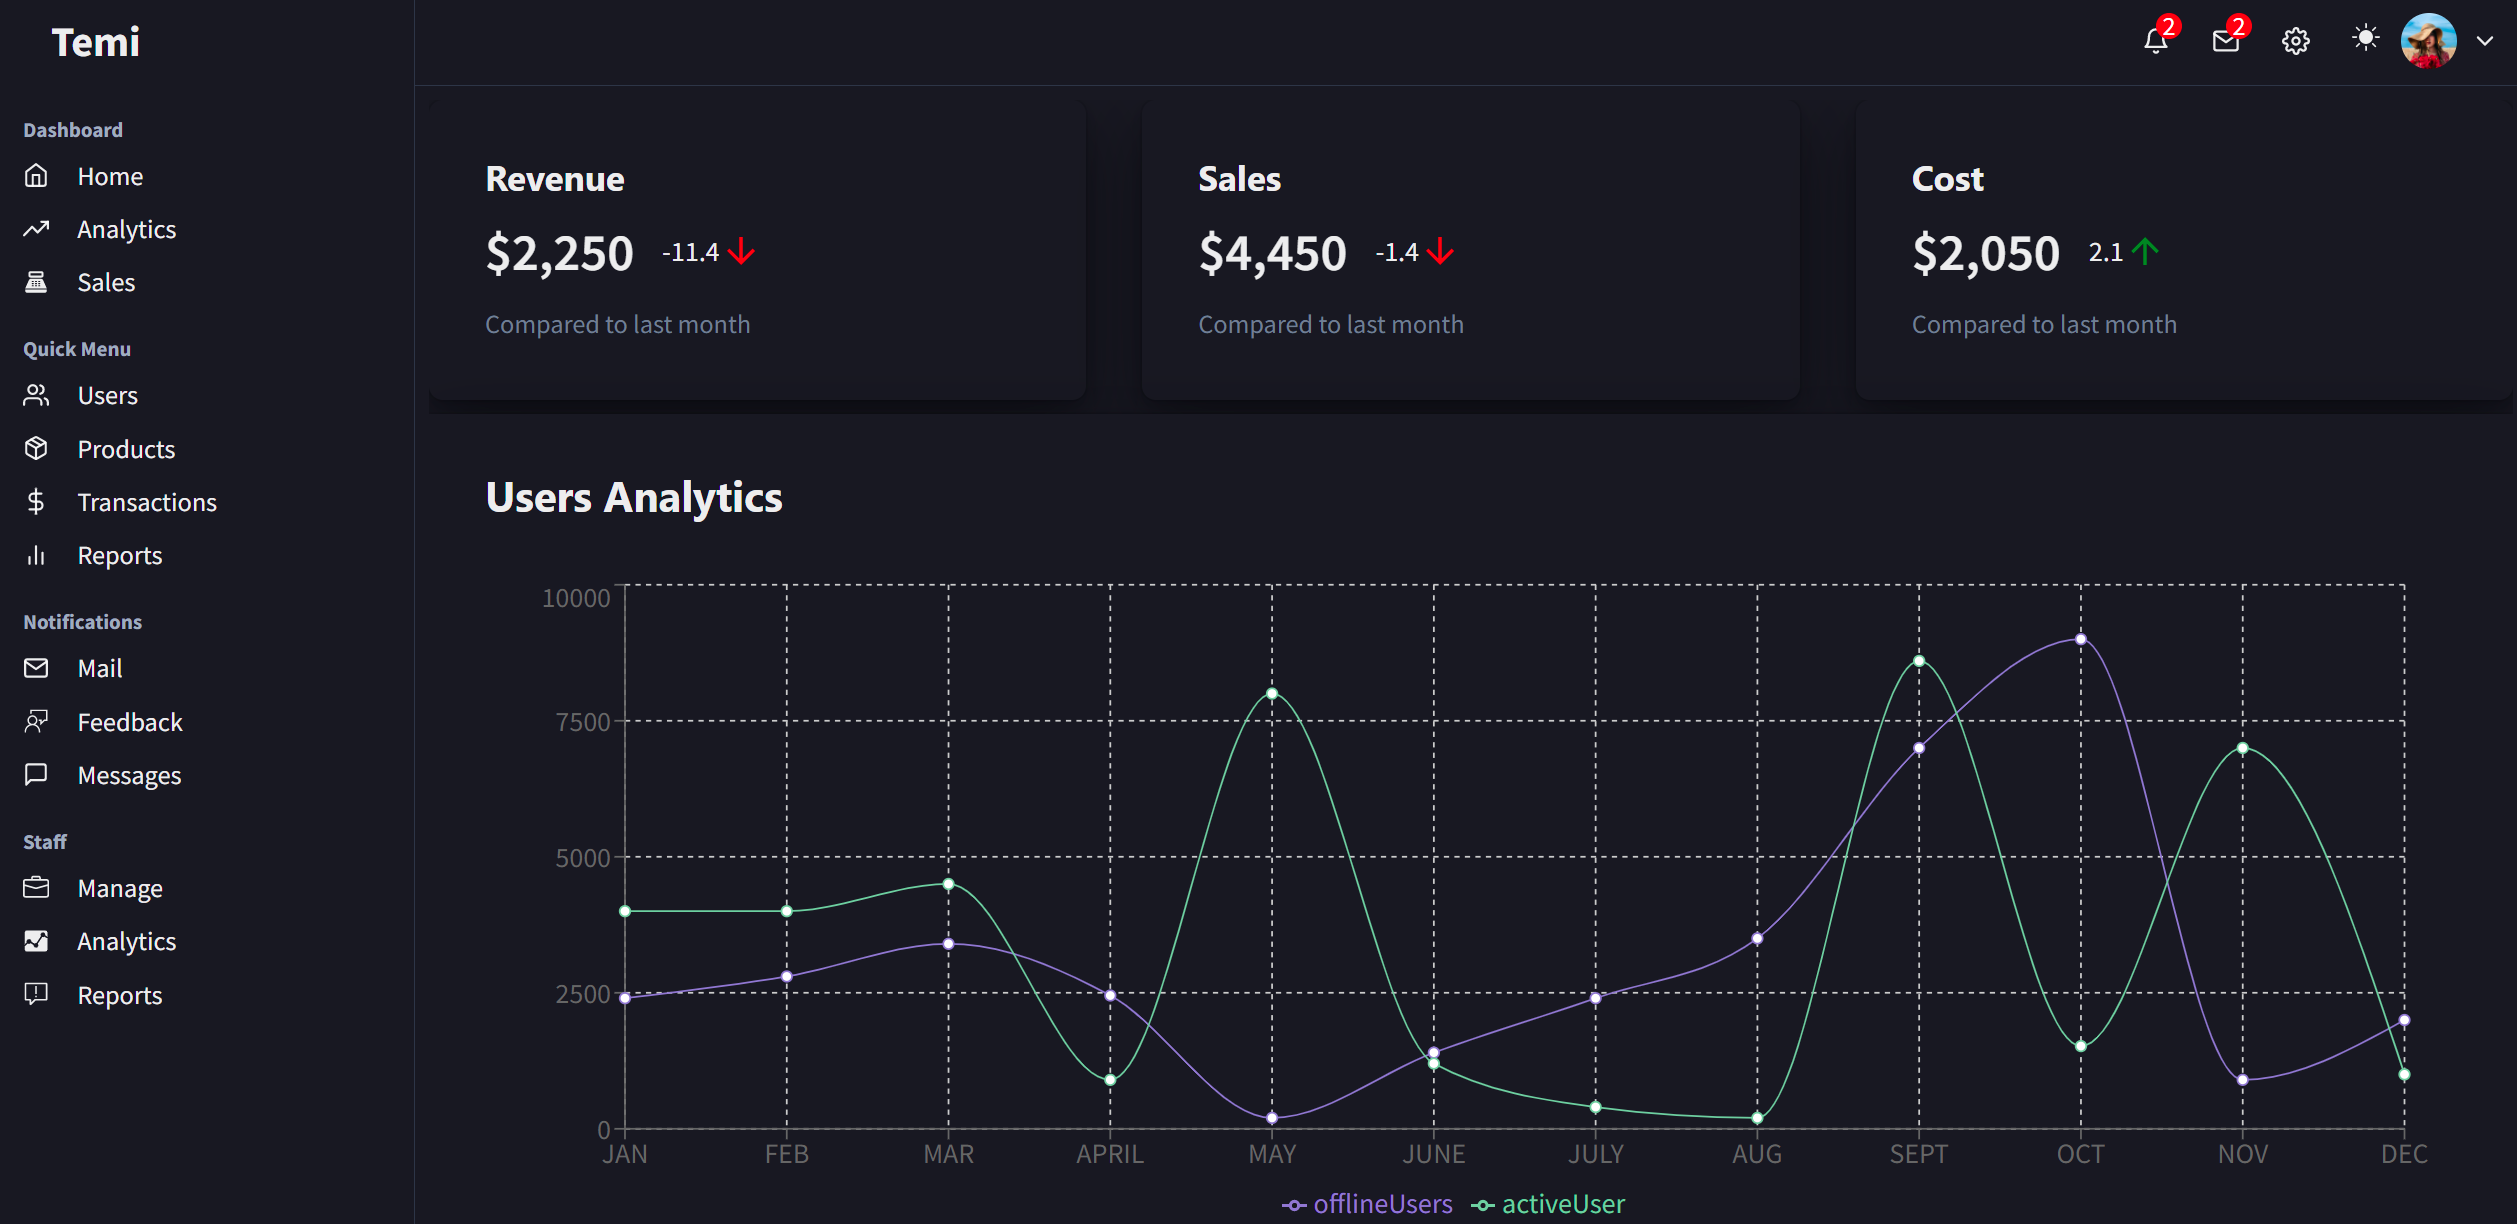 Temi
2
2
Dashboard
Home
Analytics
Sales
Quick Menu
Users
Products
Transactions
Reports
Notifications
Mail
Feedback
Messages
Staff
Manage
Analytics
Reports
Revenue
$2,250 -11.4
Compared to last month
Sales
$4,450 -1.4
Compared to last month
Cost
$2,050 2.1
Compared to last month
Users Analytics
10000
7500
5000
2500
0
JAN FEB MAR APRIL MAY JUNE JULY AUG SEPT OCT NOV DEC
offlineUsers activeUser